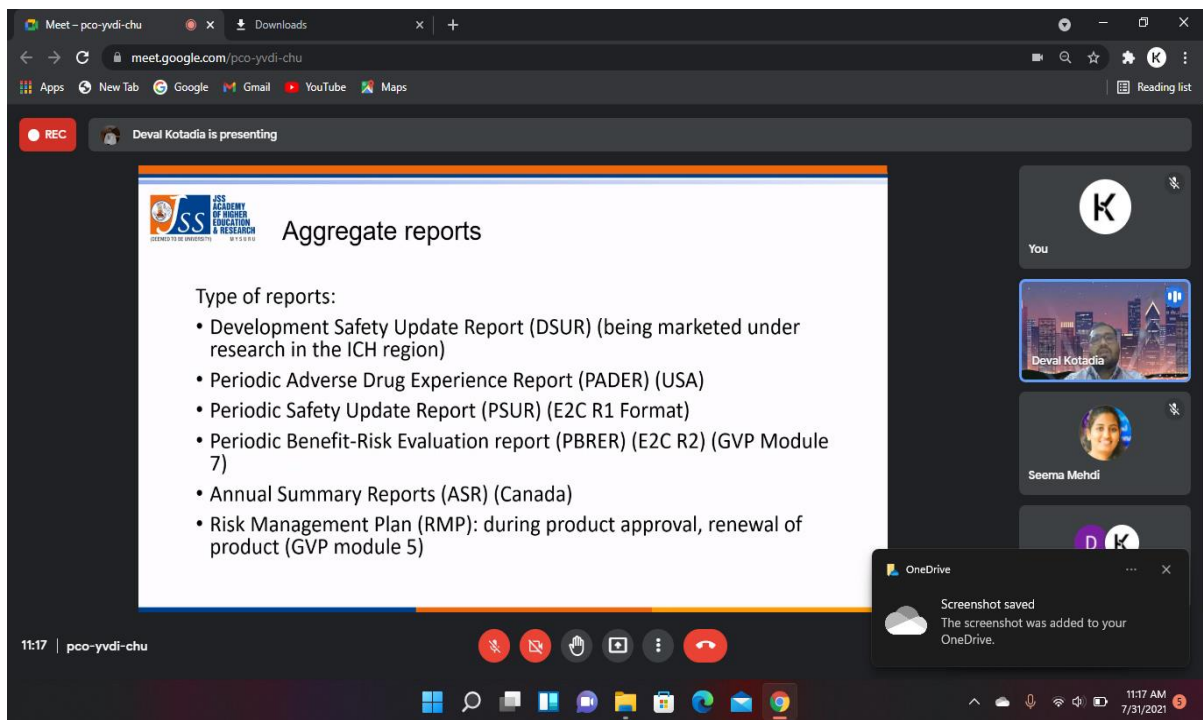 Meet – pco-yvdi-chu
Downloads
meet.google.com/pco-yvdi-chu
K
Apps
New Tab
Google
Gmail
YouTube
Maps
Reading list
REC
Deval Kotadia is presenting
JSS
JSS
ACADEMY
OF HIGHER
EDUCATION
& RESEARCH
(DEEMED TO BE UNIVERSITY) MYSURU
Aggregate reports
Type of reports:
• Development Safety Update Report (DSUR) (being marketed under
research in the ICH region)
• Periodic Adverse Drug Experience Report (PADER) (USA)
• Periodic Safety Update Report (PSUR) (E2C R1 Format)
• Periodic Benefit-Risk Evaluation report (PBRER) (E2C R2) (GVP Module
7)
• Annual Summary Reports (ASR) (Canada)
• Risk Management Plan (RMP): during product approval, renewal of
product (GVP module 5)
K
You
Deval Kotadia
Seema Mehdi
D K
OneDrive
Screenshot saved
The screenshot was added to your
OneDrive.
11:17 | pco-yvdi-chu
11:17 AM
7/31/2021
5